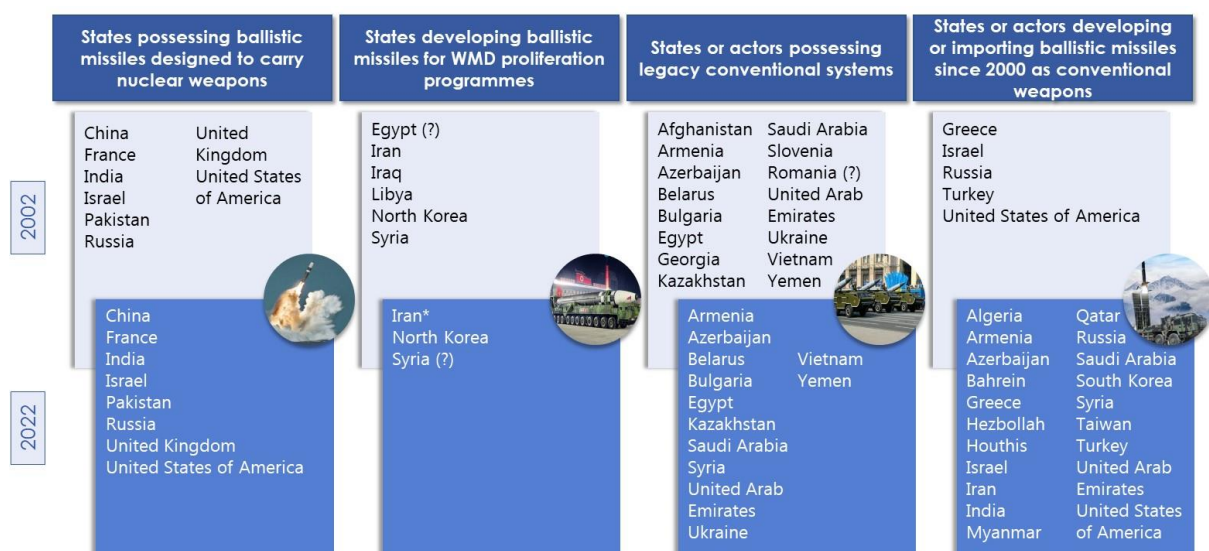 States possessing ballistic
missiles designed to carry
nuclear weapons
States developing ballistic
missiles for WMD proliferation
programmes
States or actors possessing
legacy conventional systems
States or actors developing
or importing ballistic missiles
since 2000 as conventional
weapons
2002
China
France
India
Israel
Pakistan
Russia
United
Kingdom
United States
of America
Egypt (?)
Iran
Iraq
Libya
North Korea
Syria
Afghanistan
Armenia
Azerbaijan
Belarus
Bulgaria
Egypt
Georgia
Kazakhstan
Saudi Arabia
Slovenia
Romania (?)
United Arab
Emirates
Ukraine
Vietnam
Yemen
Greece
Israel
Russia
Turkey
United States of America
2022
China
France
India
Israel
Pakistan
Russia
United Kingdom
United States of America
Iran*
North Korea
Syria (?)
Armenia
Azerbaijan
Belarus
Bulgaria
Egypt
Kazakhstan
Saudi Arabia
Syria
United Arab
Emirates
Ukraine
Vietnam
Yemen
Algeria
Armenia
Azerbaijan
Bahrein
Greece
Hezbollah
Houthis
Israel
Iran
India
Myanmar
Qatar
Russia
Saudi Arabia
South Korea
Syria
Taiwan
Turkey
United Arab
Emirates
United States
of America